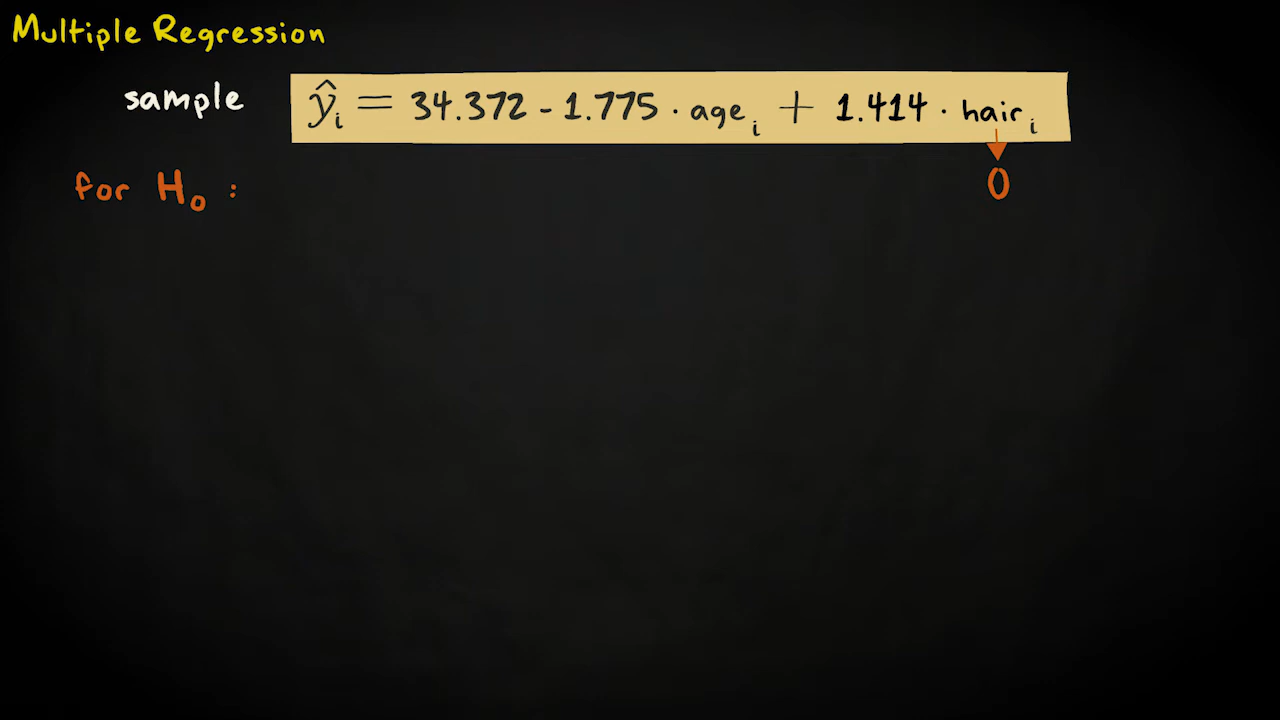 Multiple Regression
sample ŷᵢ = 34.372 - 1.775 · ageᵢ + 1.414 · hairᵢ
for H₀ : 0